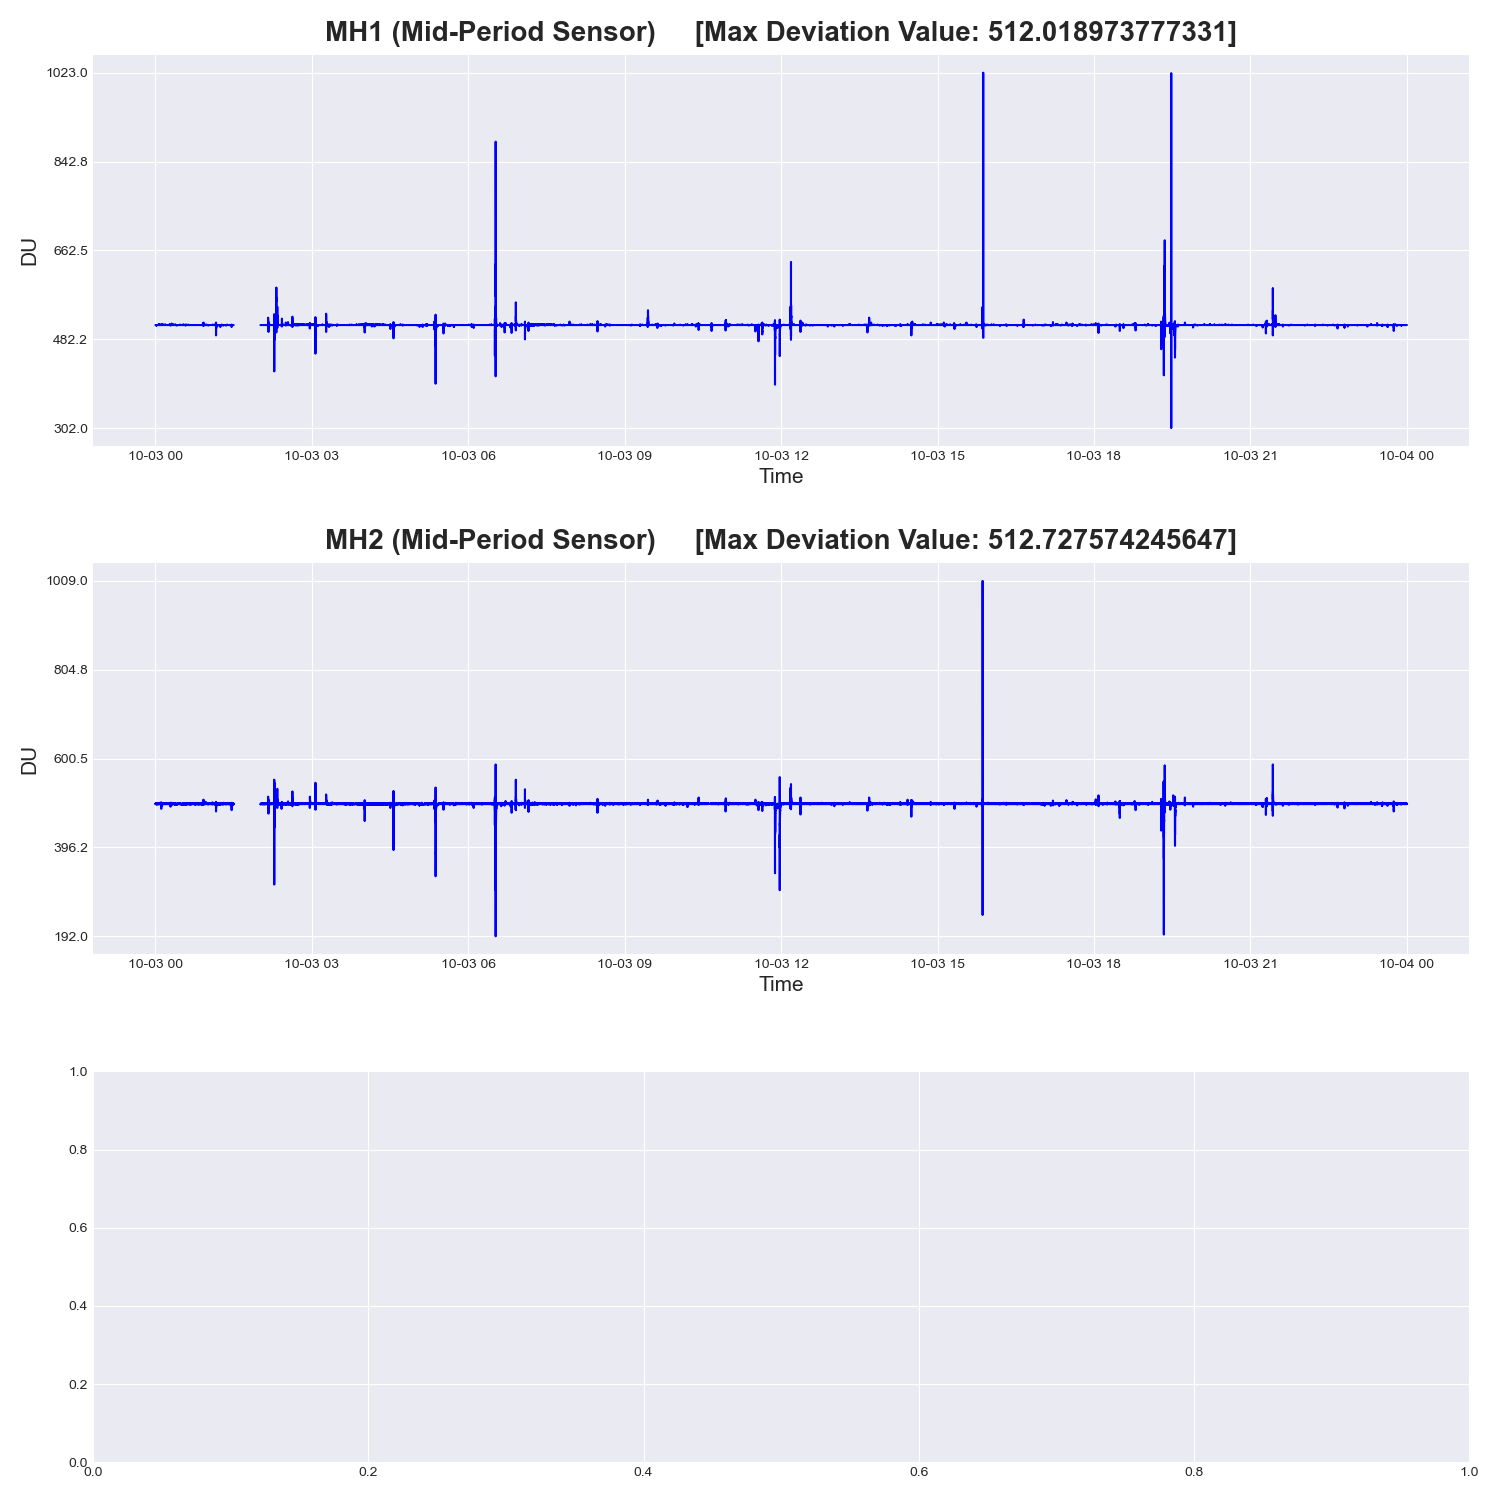 MH1 (Mid-Period Sensor) [Max Deviation Value: 512.018973777331]
1023.0
842.8
662.5
482.2
302.0
DU
10-03 00 10-03 03 10-03 06 10-03 09 10-03 12 10-03 15 10-03 18 10-03 21 10-04 00
Time
MH2 (Mid-Period Sensor) [Max Deviation Value: 512.727574245647]
1009.0
804.8
600.5
396.2
192.0
DU
10-03 00 10-03 03 10-03 06 10-03 09 10-03 12 10-03 15 10-03 18 10-03 21 10-04 00
Time
1.0
0.8
0.6
0.4
0.2
0.0
0.0 0.2 0.4 0.6 0.8 1.0